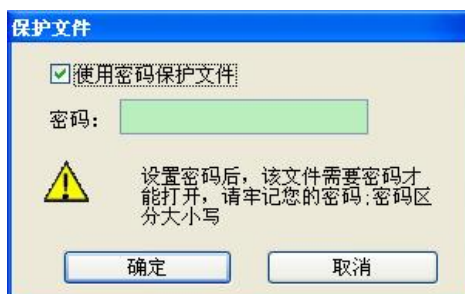 保护文件
使用密码保护文件
密码：
设置密码后，该文件需要密码才
能打开，请牢记您的密码;密码区
分大小写
确定
取消